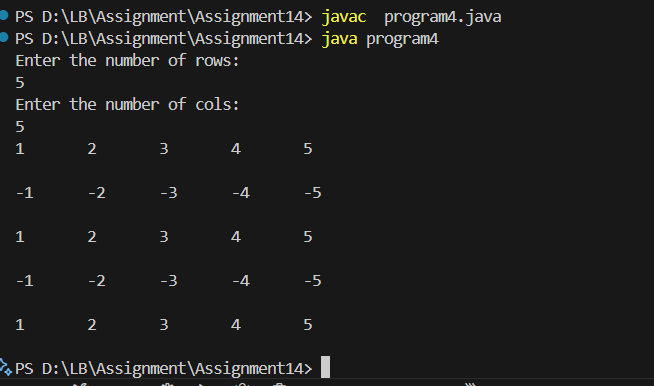 PS D:\LB\Assignment\Assignment14> javac  program4.java
PS D:\LB\Assignment\Assignment14> java program4
Enter the number of rows:
5
Enter the number of cols:
5
1       2       3       4       5
-1      -2      -3      -4      -5
1       2       3       4       5
-1      -2      -3      -4      -5
1       2       3       4       5
PS D:\LB\Assignment\Assignment14>